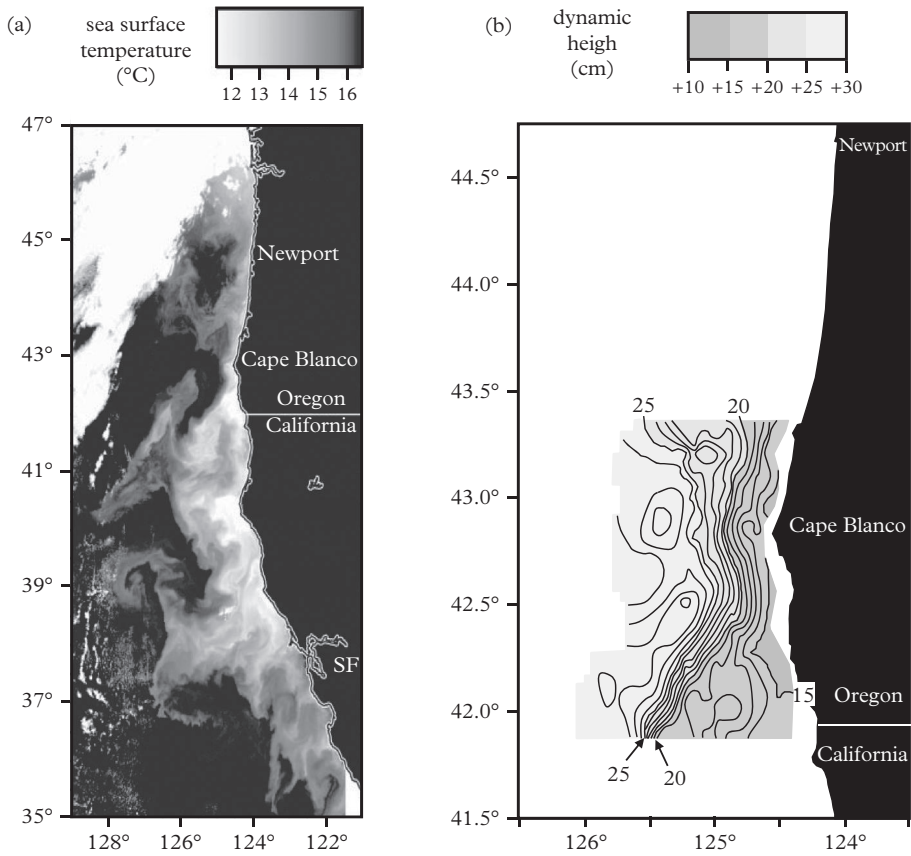 (a)
sea surface
temperature
(°C)
12 13 14 15 16
47°
45°
43°
41°
39°
37°
35°
128° 126° 124° 122°
Newport
Cape Blanco
Oregon
California
SF
(b)
dynamic
heigh
(cm)
+10 +15 +20 +25 +30
44.5°
44.0°
43.5°
43.0°
42.5°
42.0°
41.5°
126° 125° 124°
Newport
25 20
Cape Blanco
15 Oregon
California
25 20